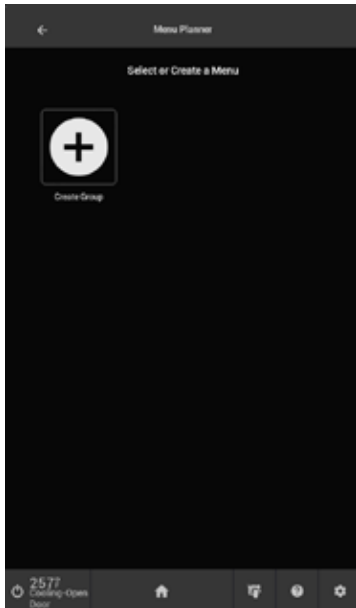 Menu Planner
Select or Create a Menu
Create Group
2577
Cooling-Open
Door